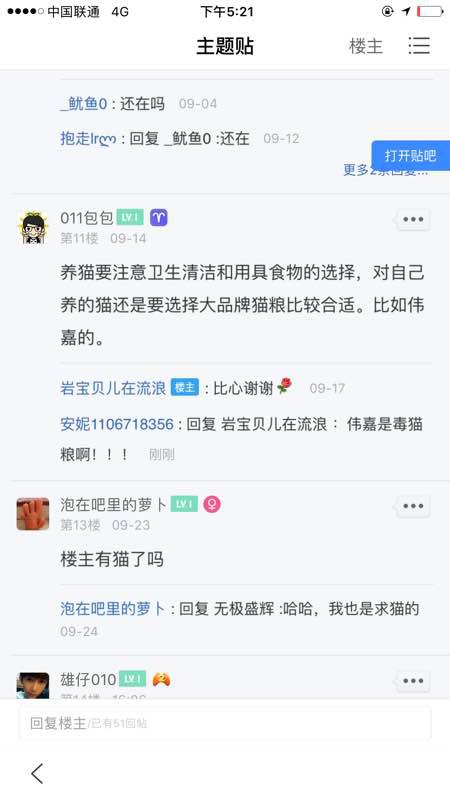 中国联通 4G 下午5:21
主题贴 楼主
_鱿鱼0 : 还在吗 09-04
抱走lrღ : 回复 _鱿鱼0 :还在 09-12
打开贴吧
更多2条回复...
011包包 LV.1
第11楼 09-14
养猫要注意卫生清洁和用具食物的选择，对自己
养的猫还是要选择大品牌猫粮比较合适。比如伟
嘉的。
岩宝贝儿在流浪 楼主 : 比心谢谢🌹 09-17
安妮1106718356 : 回复 岩宝贝儿在流浪 ：伟嘉是毒猫
粮啊！！！ 刚刚
泡在吧里的萝卜 LV.1
第13楼 09-23
楼主有猫了吗
泡在吧里的萝卜 : 回复 无极盛辉 :哈哈，我也是求猫的
09-24
雄仔010 LV.1
第14楼 16:06
回复楼主/已有51回帖